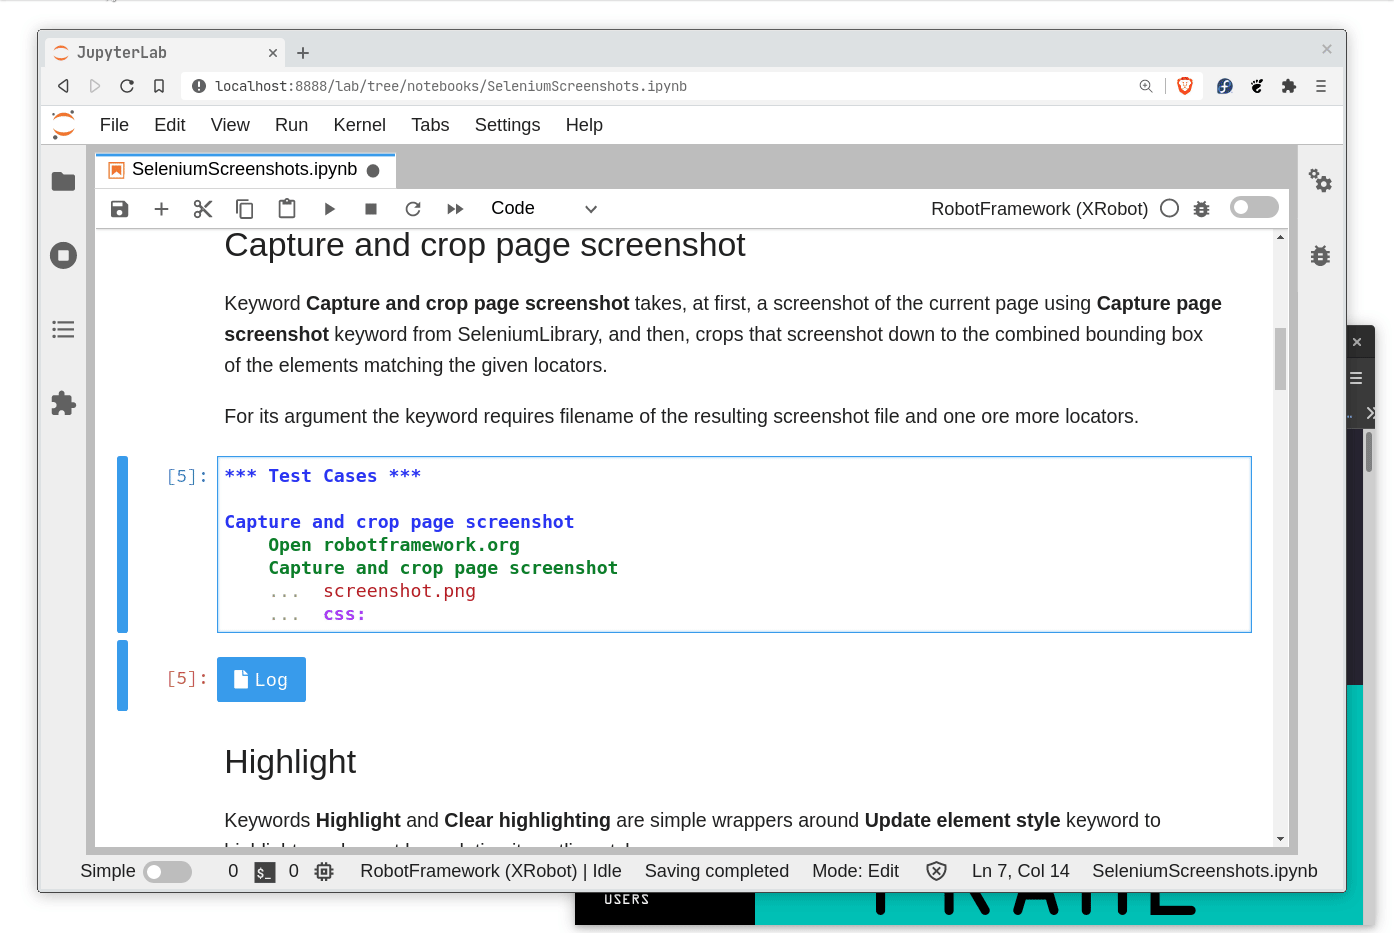 JupyterLab
localhost:8888/lab/tree/notebooks/SeleniumScreenshots.ipynb
File Edit View Run Kernel Tabs Settings Help
SeleniumScreenshots.ipynb
Code
RobotFramework (XRobot)
Capture and crop page screenshot
Keyword Capture and crop page screenshot takes, at first, a screenshot of the current page using Capture page
screenshot keyword from SeleniumLibrary, and then, crops that screenshot down to the combined bounding box
of the elements matching the given locators.
For its argument the keyword requires filename of the resulting screenshot file and one ore more locators.
[5]: *** Test Cases ***
Capture and crop page screenshot
Open robotframework.org
Capture and crop page screenshot
... screenshot.png
... css:
[5]: Log
Highlight
Keywords Highlight and Clear highlighting are simple wrappers around Update element style keyword to
Simple 0 $_ 0 RobotFramework (XRobot) | Idle Saving completed Mode: Edit Ln 7, Col 14 SeleniumScreenshots.ipynb
USERS